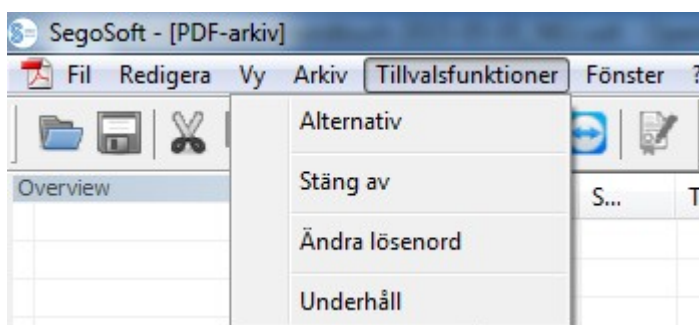 SegoSoft - [PDF-arkiv]
Fil Redigera Vy Arkiv Tillvalsfunktioner Fönster ?
Alternativ
Overview
Stäng av
S... T
Ändra lösenord
Underhåll